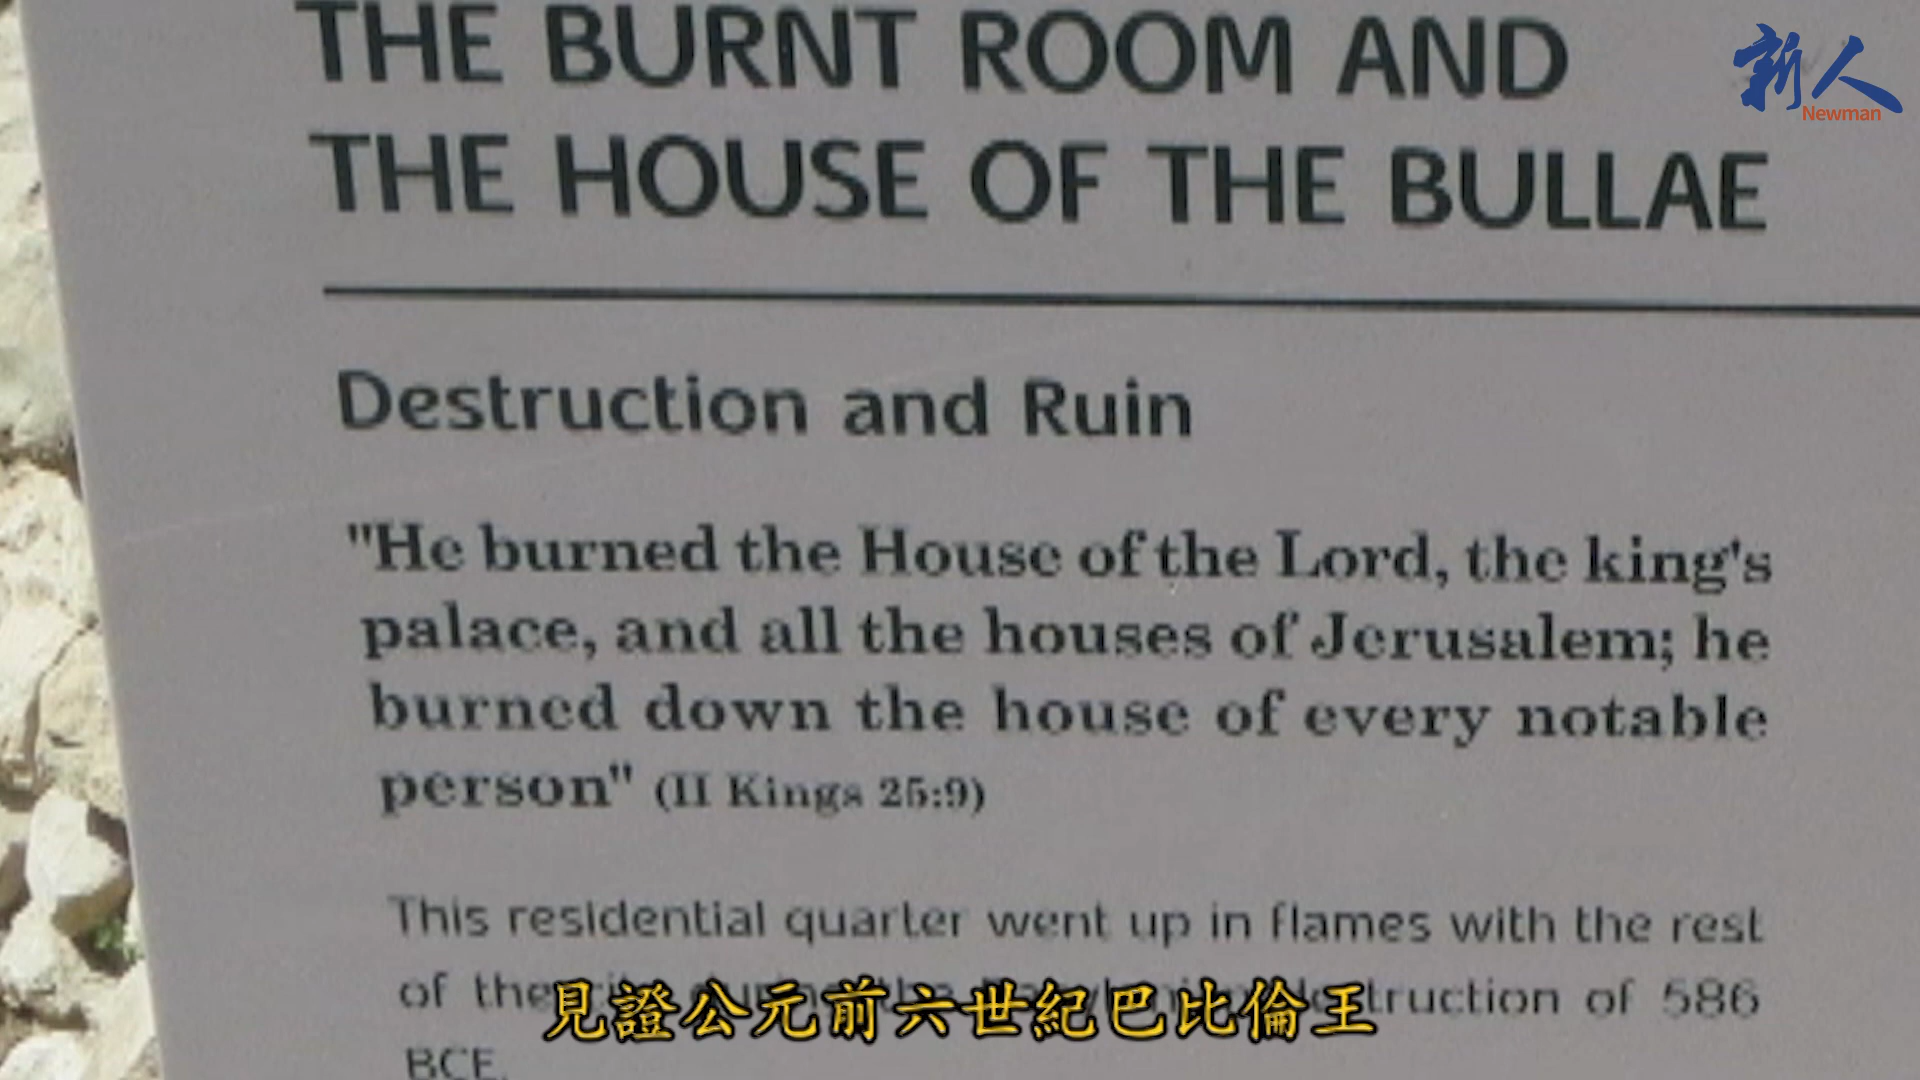 新人
Newman
THE BURNT ROOM AND
THE HOUSE OF THE BULLAE
Destruction and Ruin
"He burned the House of the Lord, the king's
palace, and all the houses of Jerusalem; he
burned down the house of every notable
person" (II Kings 25:9)
This residential quarter went up in flames with the rest
of the of 586
BCE.
見證公元前六世紀巴比倫王